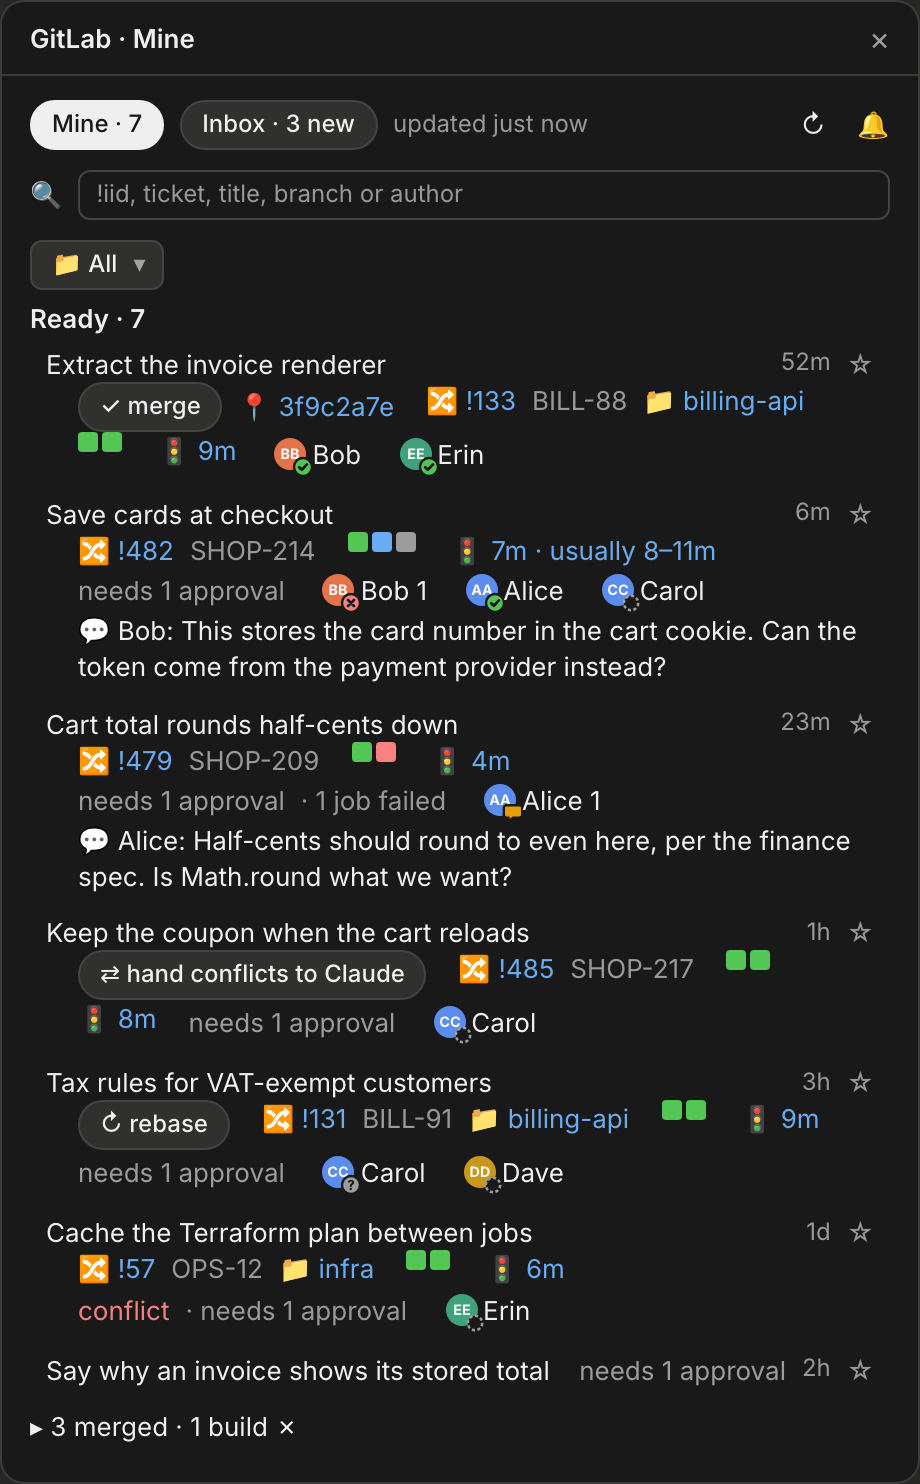 GitLab · Mine ×
Mine · 7 Inbox · 3 new updated just now ↻ 🔔
🔍 !iid, ticket, title, branch or author
📁 All ▾
Ready · 7
Extract the invoice renderer 52m ☆
✓ merge 📍 3f9c2a7e 🔀 !133 BILL-88 📁 billing-api
🚦 9m BB Bob EE Erin
Save cards at checkout 6m ☆
🔀 !482 SHOP-214 🚦 7m · usually 8–11m
needs 1 approval BB Bob 1 AA Alice CC Carol
💬 Bob: This stores the card number in the cart cookie. Can the
token come from the payment provider instead?
Cart total rounds half-cents down 23m ☆
🔀 !479 SHOP-209 🚦 4m
needs 1 approval · 1 job failed AA Alice 1
💬 Alice: Half-cents should round to even here, per the finance
spec. Is Math.round what we want?
Keep the coupon when the cart reloads 1h ☆
⇄ hand conflicts to Claude 🔀 !485 SHOP-217
🚦 8m needs 1 approval CC Carol
Tax rules for VAT-exempt customers 3h ☆
↻ rebase 🔀 !131 BILL-91 📁 billing-api 🚦 9m
needs 1 approval CC ? Carol DD Dave
Cache the Terraform plan between jobs 1d ☆
🔀 !57 OPS-12 📁 infra 🚦 6m
conflict · needs 1 approval EE Erin
Say why an invoice shows its stored total needs 1 approval 2h ☆
▸ 3 merged · 1 build ×